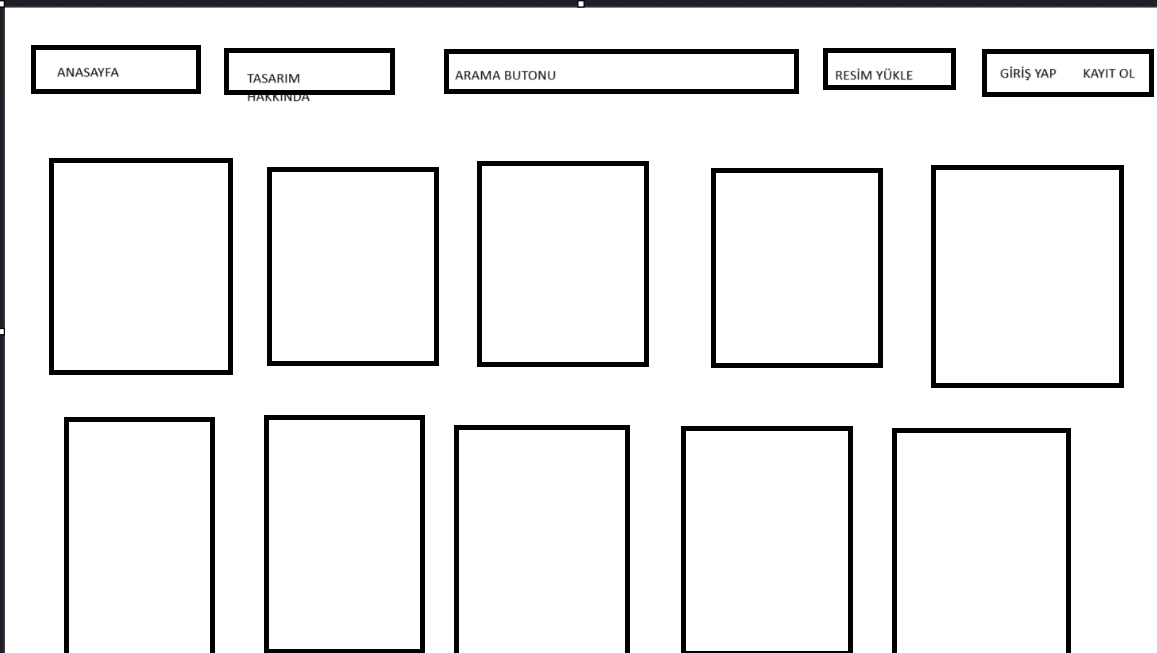 ANASAYFA
TASARIM
HAKKINDA
ARAMA BUTONU
RESİM YÜKLE
GİRİŞ YAP KAYIT OL